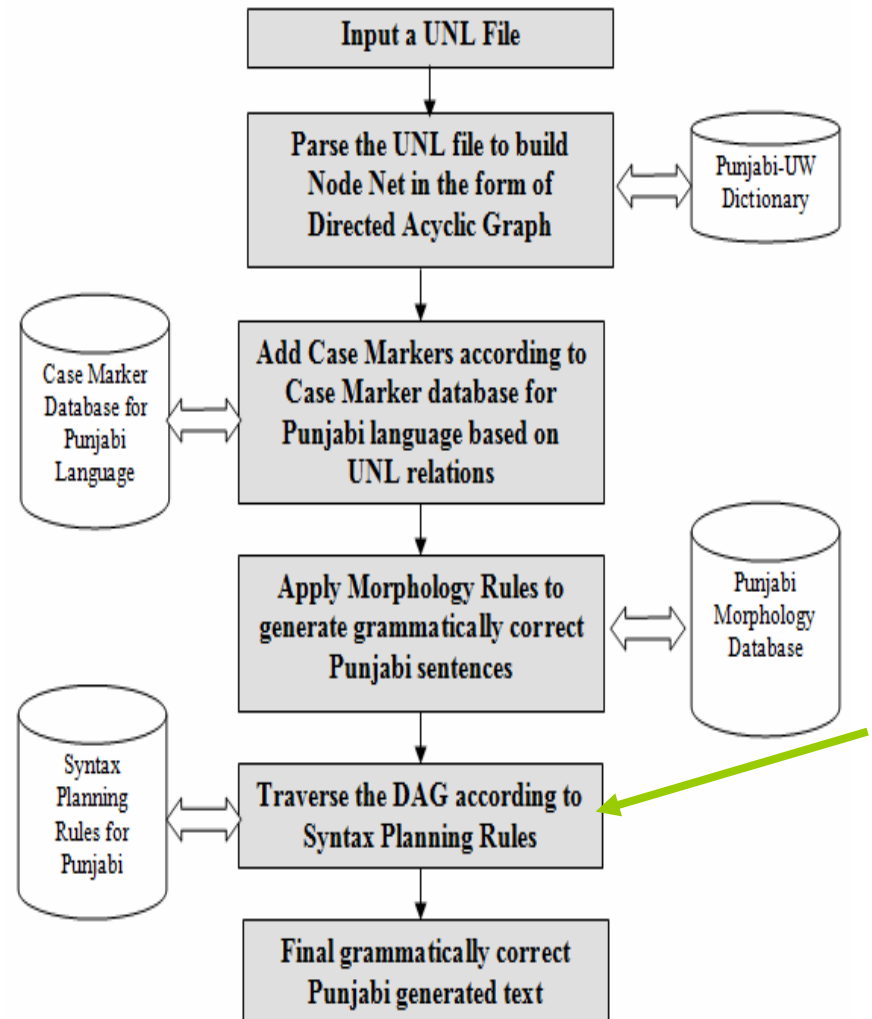 Input a UNL File
Parse the UNL file to build
Node Net in the form of
Directed Acyclic Graph
Punjabi-UW
Dictionary
Case Marker
Database for
Punjabi
Language
Add Case Markers according to
Case Marker database for
Punjabi language based on
UNL relations
Apply Morphology Rules to
generate grammatically correct
Punjabi sentences
Punjabi
Morphology
Database
Syntax
Planning
Rules for
Punjabi
Traverse the DAG according to
Syntax Planning Rules
Final grammatically correct
Punjabi generated text